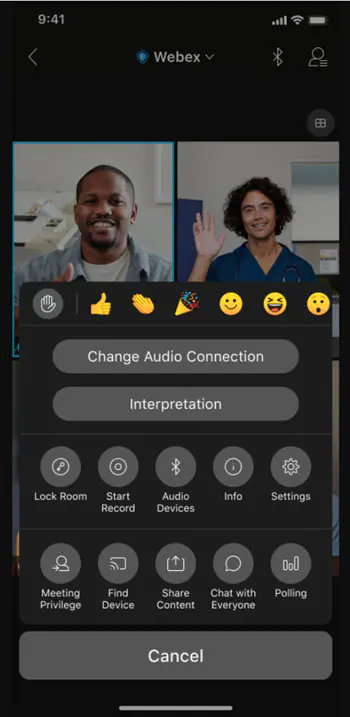 9:41
Webex
Change Audio Connection
Interpretation
Lock Room
Start
Record
Audio
Devices
Info
Settings
Meeting
Privilege
Find
Device
Share
Content
Chat with
Everyone
Polling
Cancel